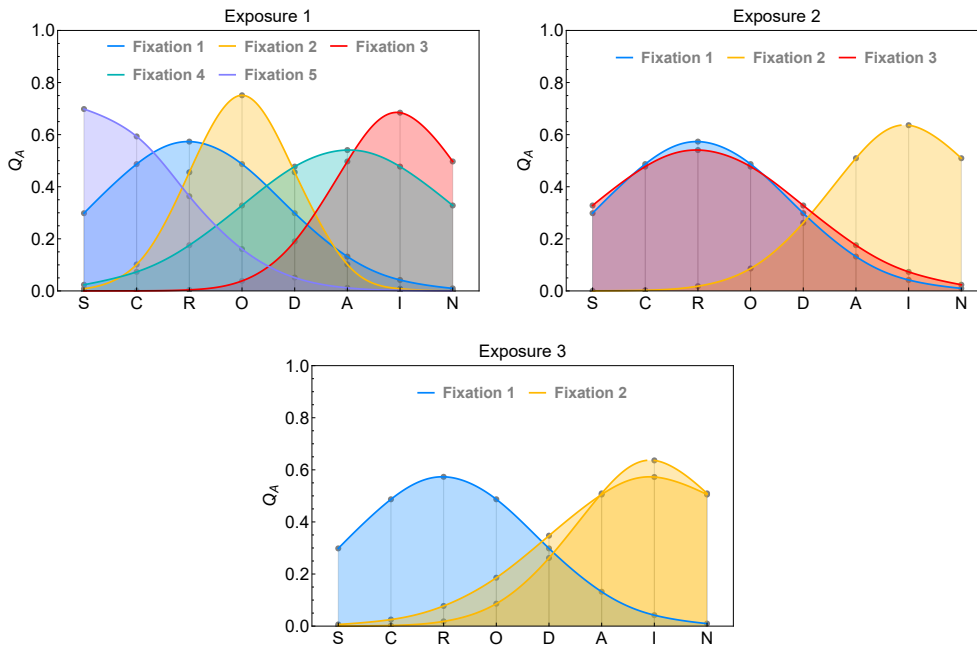 Exposure 1
Fixation 1 Fixation 2 Fixation 3
Fixation 4 Fixation 5
1.0
0.8
0.6
0.4
0.2
0.0
Q_A
S C R O D A I N
Exposure 2
Fixation 1 Fixation 2 Fixation 3
1.0
0.8
0.6
0.4
0.2
0.0
Q_A
S C R O D A I N
Exposure 3
Fixation 1 Fixation 2
1.0
0.8
0.6
0.4
0.2
0.0
Q_A
S C R O D A I N